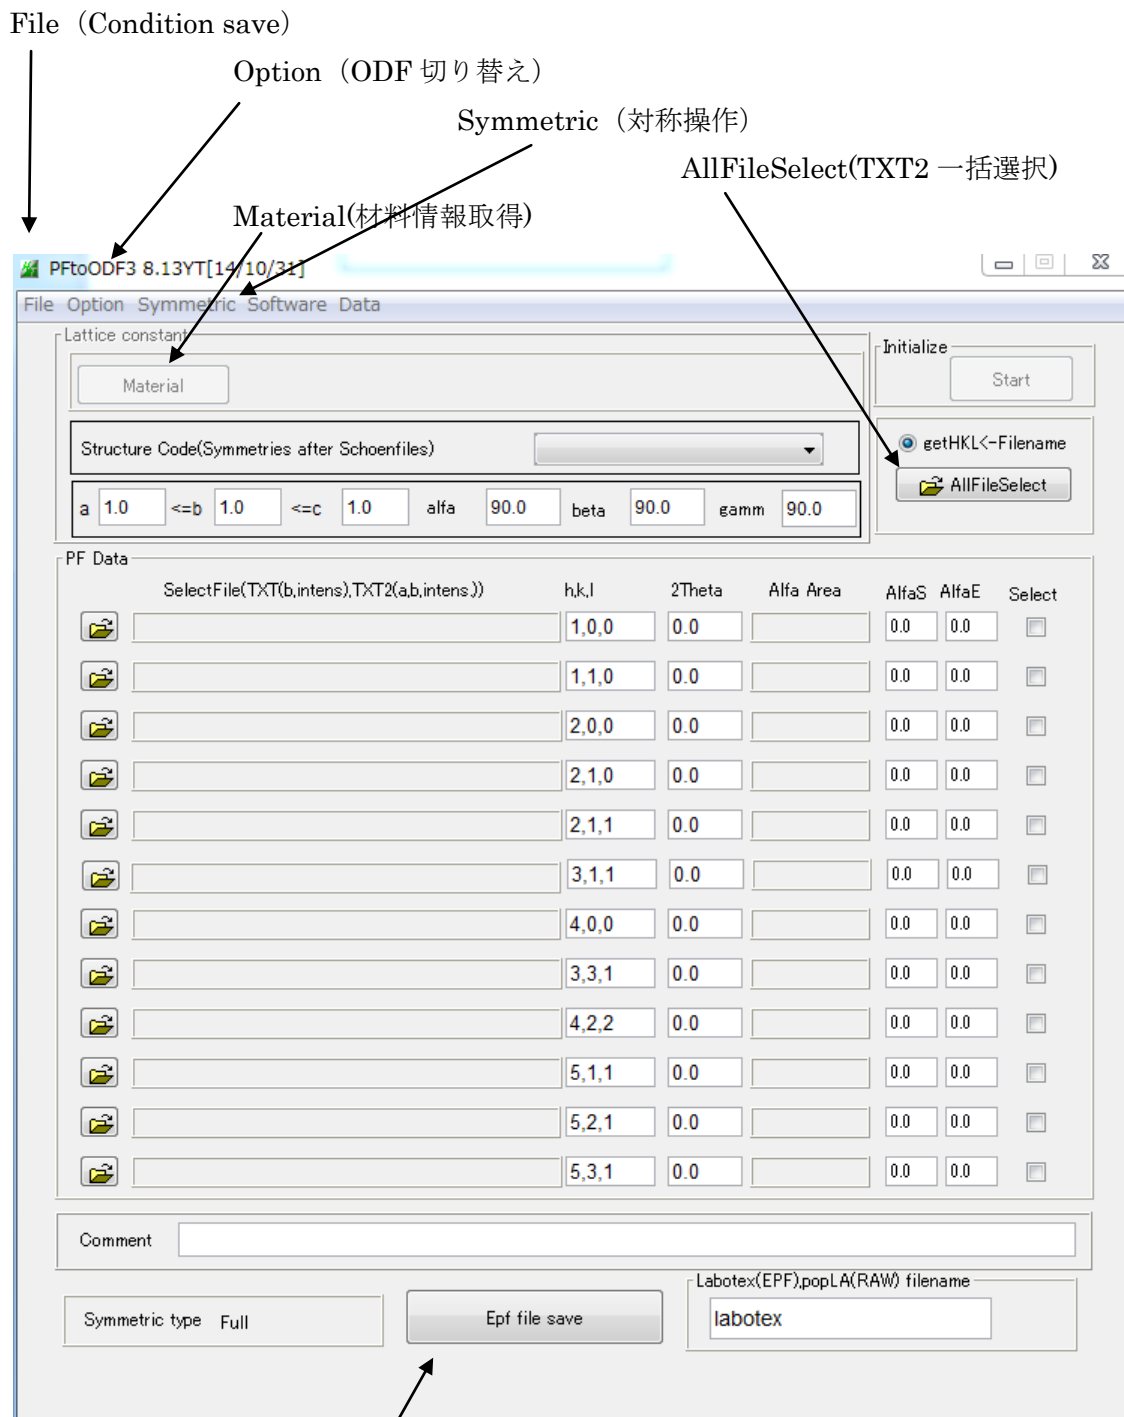 File（Condition save）
Option（ODF 切り替え）
Symmetric（対称操作）
AllFileSelect(TXT2 一括選択)
Material(材料情報取得)
PFtoODF3 8.13YT[14/10/31]
File Option Symmetric Software Data
Lattice constant
Material
Initialize
Start
Structure Code(Symmetries after Schoenfiles)
getHKL<-Filename
AllFileSelect
a 1.0 <=b 1.0 <=c 1.0 alfa 90.0 beta 90.0 gamm 90.0
PF Data
SelectFile(TXT(b,intens),TXT2(a,b,intens.)) h,k,l 2Theta Alfa Area AlfaS AlfaE Select
1,0,0 0.0 0.0 0.0
1,1,0 0.0 0.0 0.0
2,0,0 0.0 0.0 0.0
2,1,0 0.0 0.0 0.0
2,1,1 0.0 0.0 0.0
3,1,1 0.0 0.0 0.0
4,0,0 0.0 0.0 0.0
3,3,1 0.0 0.0 0.0
4,2,2 0.0 0.0 0.0
5,1,1 0.0 0.0 0.0
5,2,1 0.0 0.0 0.0
5,3,1 0.0 0.0 0.0
Comment
Symmetric type Full
Epf file save
Labotex(EPF),popLA(RAW) filename
labotex